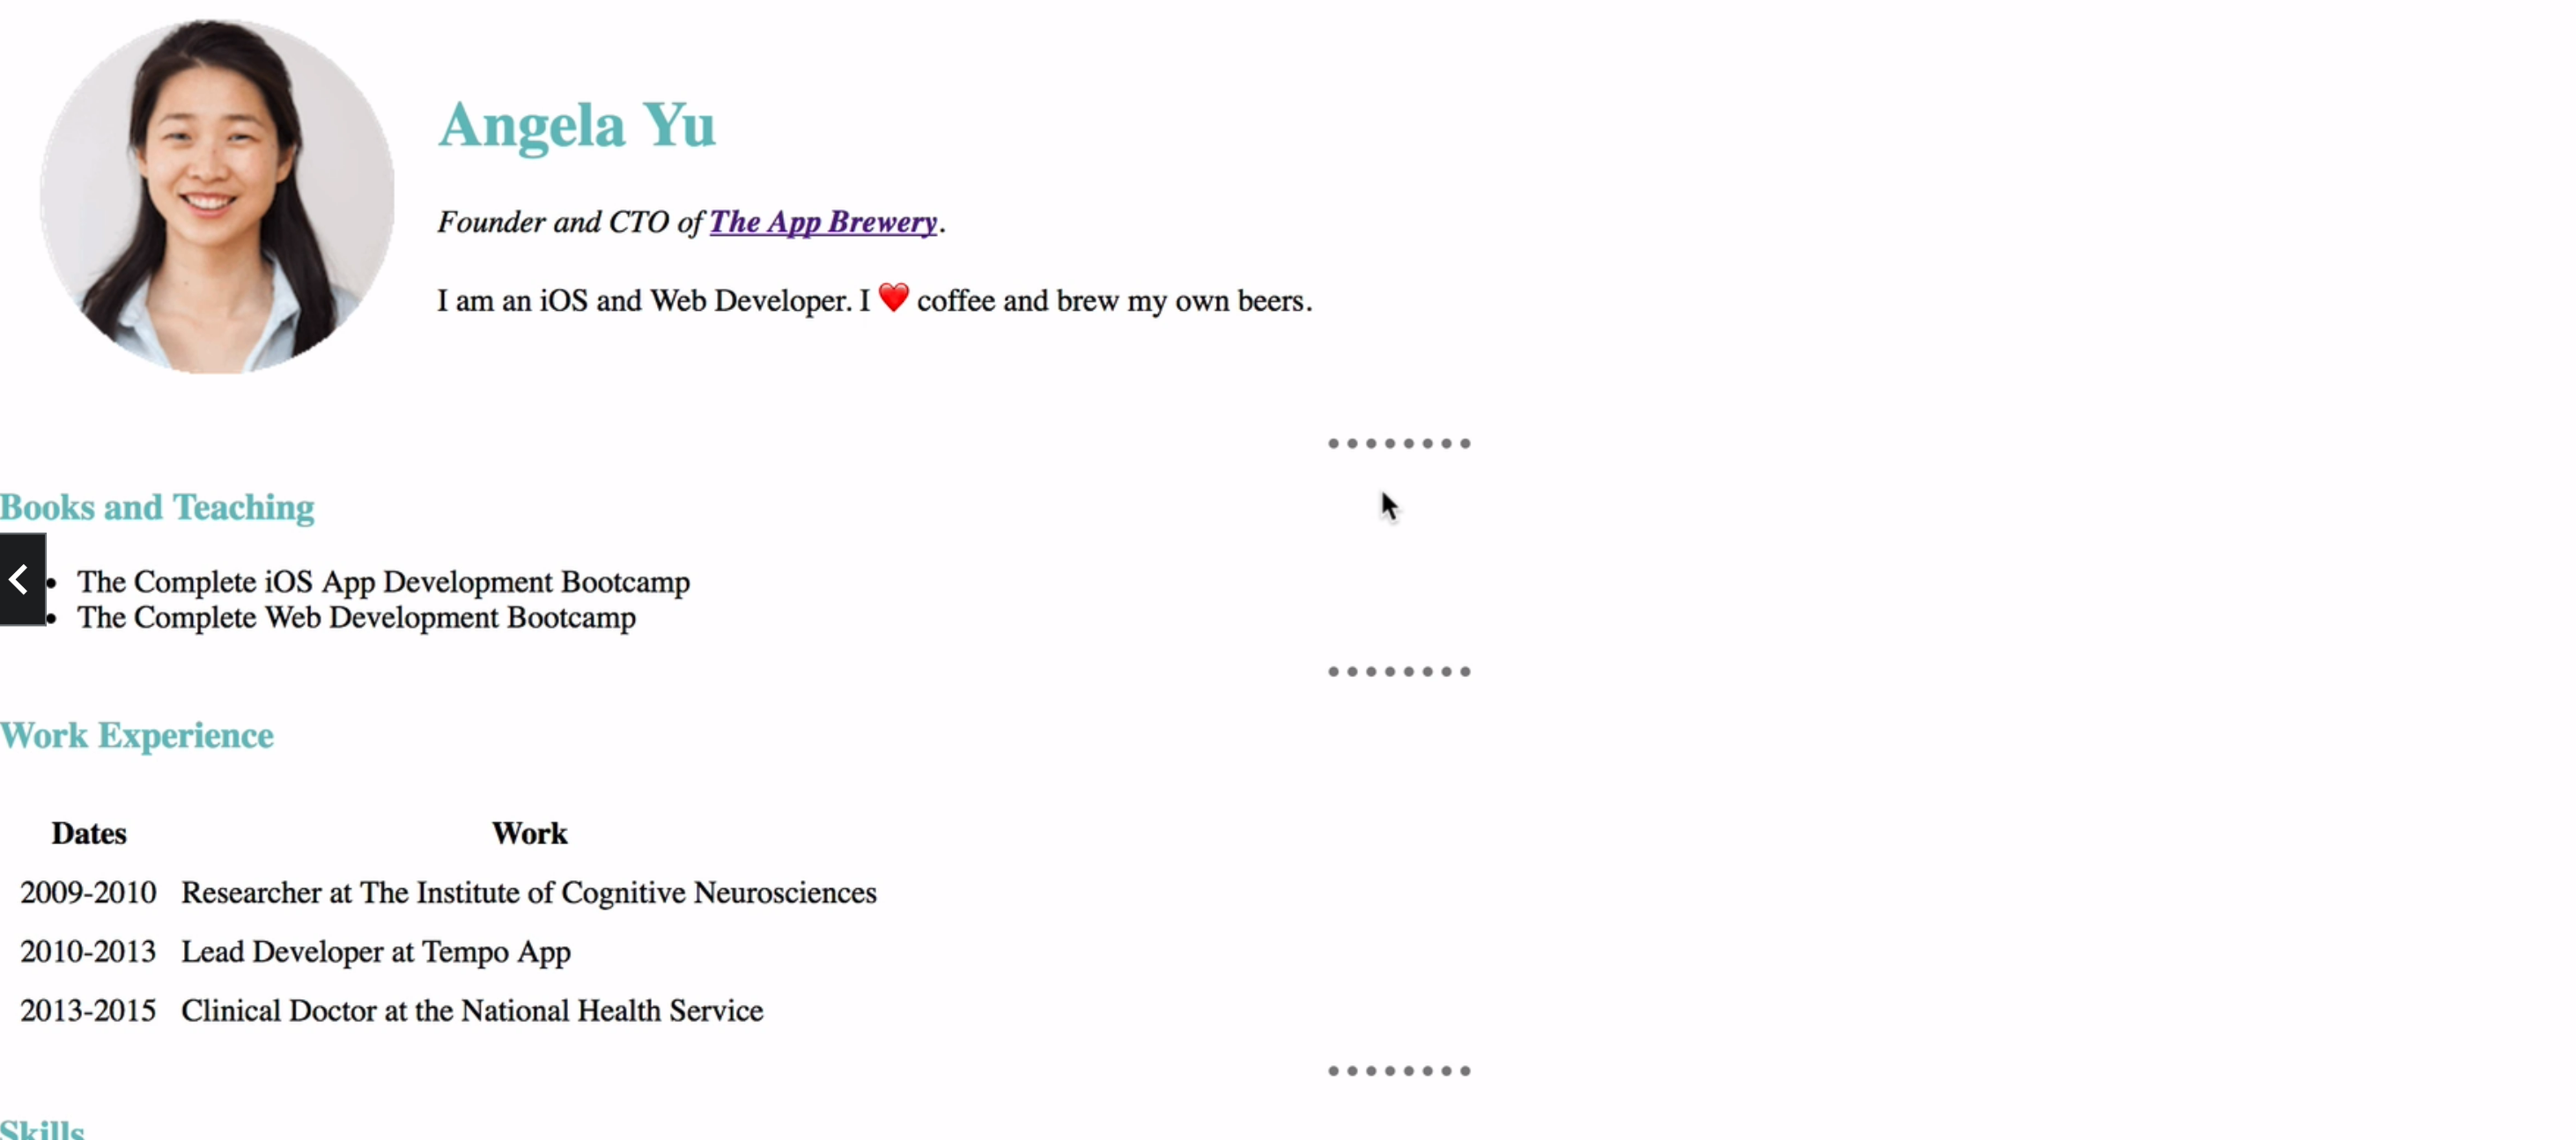 Angela Yu
Founder and CTO of The App Brewery.
I am an iOS and Web Developer. I ❤️ coffee and brew my own beers.
Books and Teaching
• The Complete iOS App Development Bootcamp
• The Complete Web Development Bootcamp
Work Experience
Dates Work
2009-2010 Researcher at The Institute of Cognitive Neurosciences
2010-2013 Lead Developer at Tempo App
2013-2015 Clinical Doctor at the National Health Service
Skills